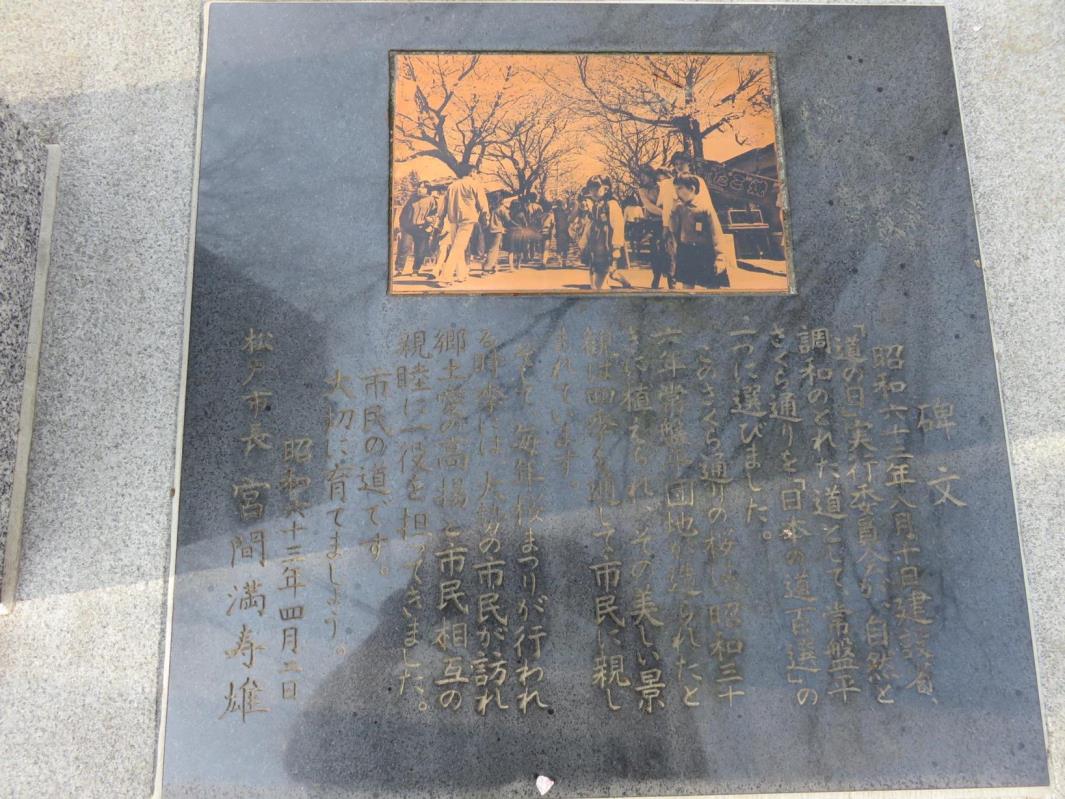 たこ焼
碑文
昭和六十二年八月十日建設省、
「道の日」実行委員会が、自然と
調和のとれた道として、常盤平
さくら通りを「日本の道百選」の
一つに選びました。
このさくら通りの桜は昭和三十
六年常盤平団地が造られたと
きに植えられ、その美しい景
観は四季を通して市民に親し
まれています。
そして、毎年桜まつりが行われ
る時季には、大勢の市民が訪れ
郷土愛の高揚と市民相互の
親睦に一役を担ってきました。
市民の道です。
大切に育てましょう。
昭和六十三年四月二日
松戸市長 宮間満寿雄